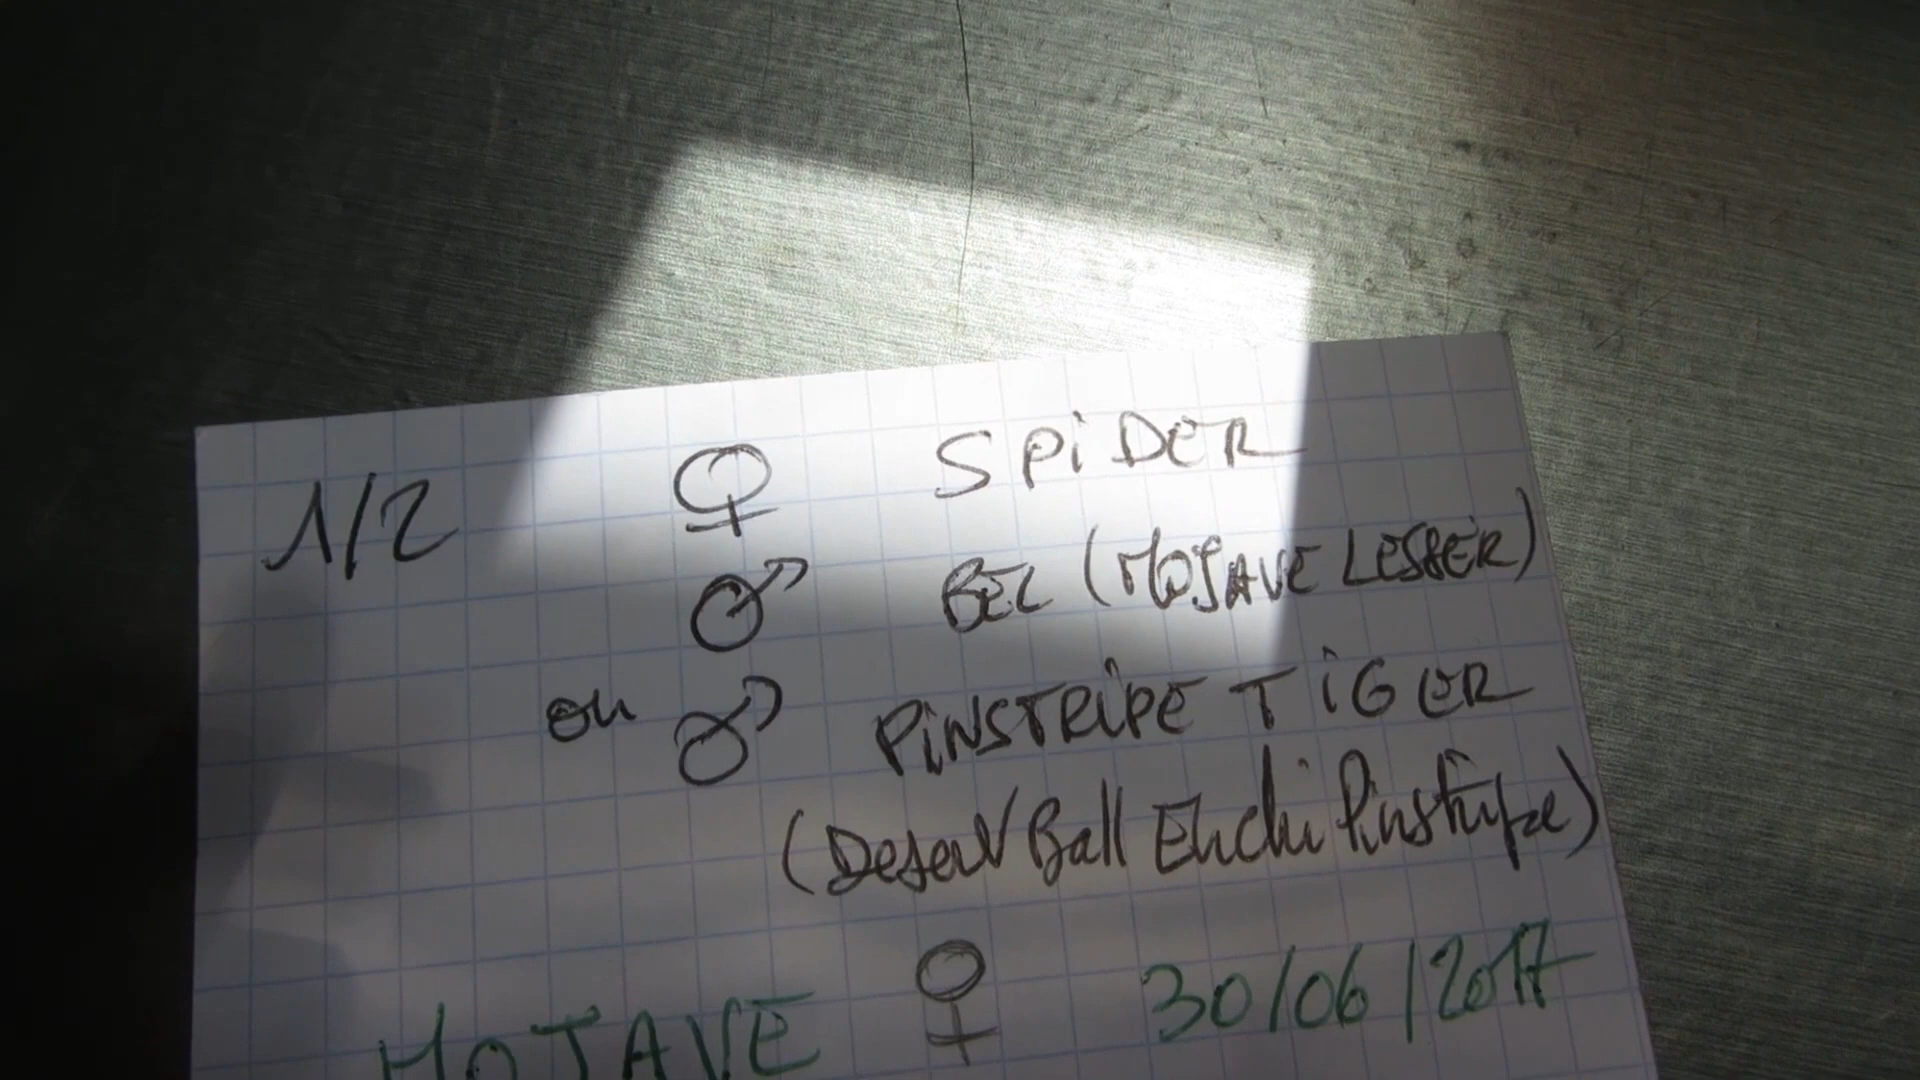 1/2 ♀ SPiDER
♂ BEL (MOJAVE LESSER)
ou ♂ PiNSTRiPE TiGER
(Desert Ball Enchi Pinstripe)
MOJAVE ♀ 30/06/2017